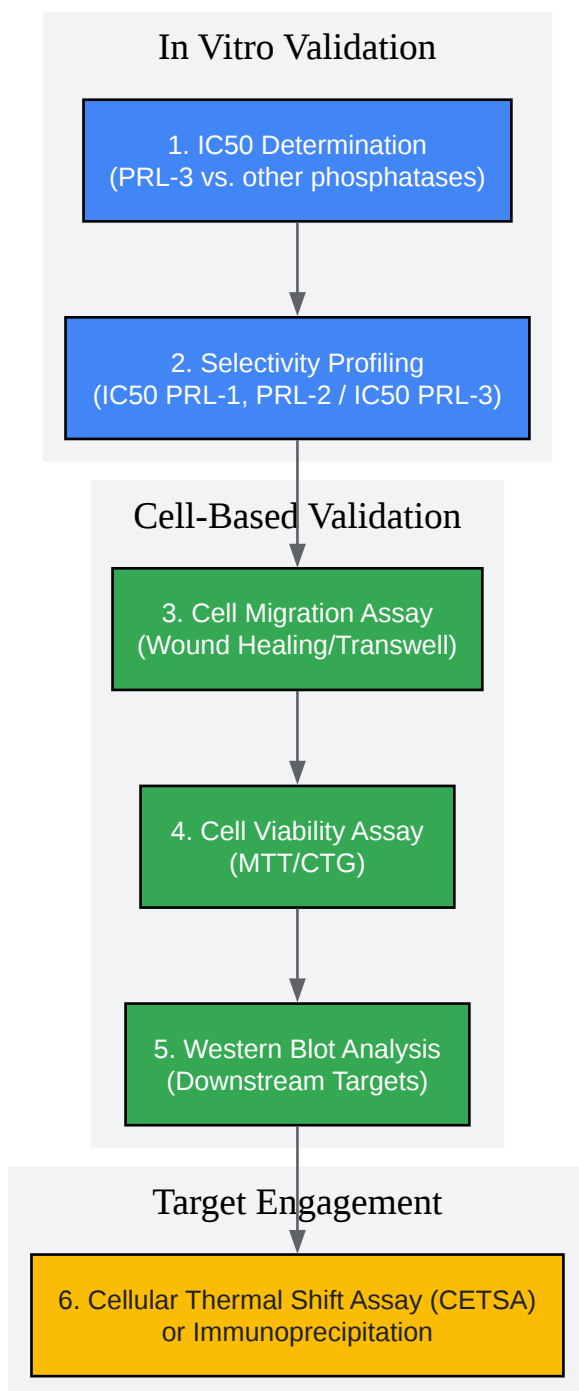 In Vitro Validation
1. IC50 Determination
(PRL-3 vs. other phosphatases)
2. Selectivity Profiling
(IC50 PRL-1, PRL-2 / IC50 PRL-3)
Cell-Based Validation
3. Cell Migration Assay
(Wound Healing/Transwell)
4. Cell Viability Assay
(MTT/CTG)
5. Western Blot Analysis
(Downstream Targets)
Target Engagement
6. Cellular Thermal Shift Assay (CETSA)
or Immunoprecipitation